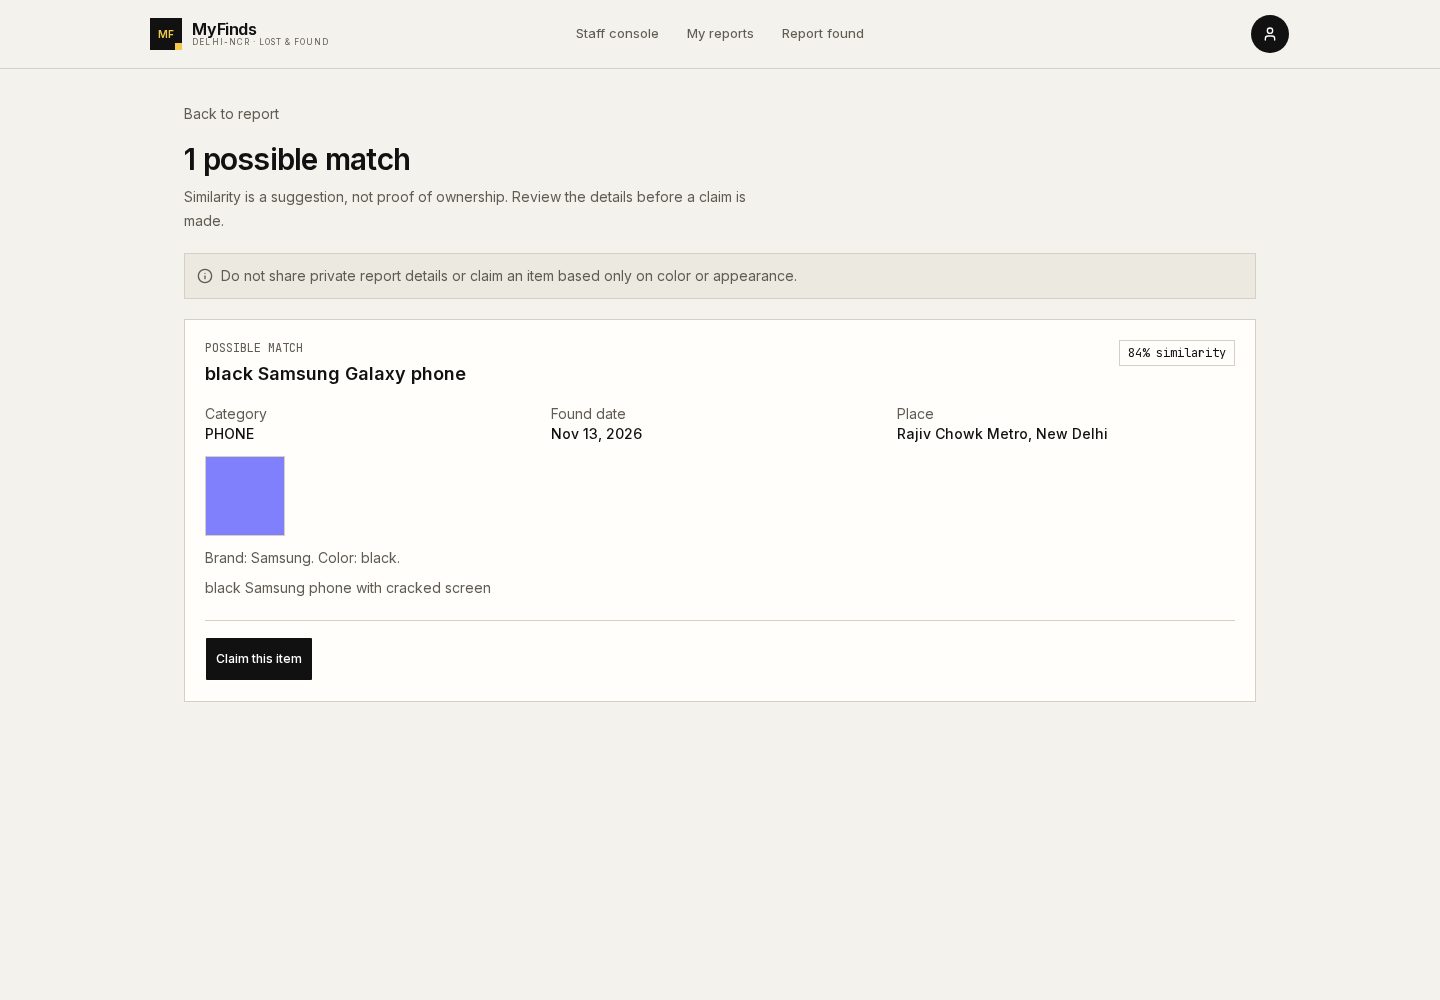 MF
MyFinds
DELHI-NCR · LOST & FOUND
Staff console
My reports
Report found
Back to report
1 possible match
Similarity is a suggestion, not proof of ownership. Review the details before a claim is
made.
Do not share private report details or claim an item based only on color or appearance.
POSSIBLE MATCH
84% similarity
black Samsung Galaxy phone
Category
PHONE
Found date
Nov 13, 2026
Place
Rajiv Chowk Metro, New Delhi
Brand: Samsung. Color: black.
black Samsung phone with cracked screen
Claim this item